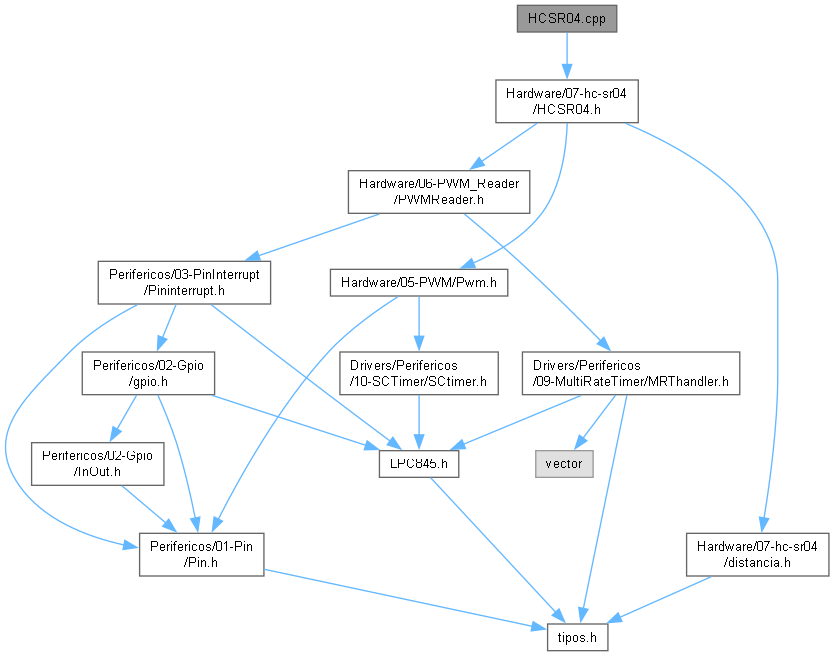 HCSR04.cpp
Hardware/07-hc-sr04
/HCSR04.h
Hardware/06-PWM_Reader
/PWMReader.h
Perifericos/03-PinInterrupt
/Pininterrupt.h
Hardware/05-PWM/Pwm.h
Perifericos/02-Gpio
/gpio.h
Drivers/Perifericos
/10-SCTimer/SCtimer.h
Drivers/Perifericos
/09-MultiRateTimer/MRThandler.h
Perifericos/02-Gpio
/InOut.h
LPC845.h
vector
Perifericos/01-Pin
/Pin.h
Hardware/07-hc-sr04
/distancia.h
tipos.h